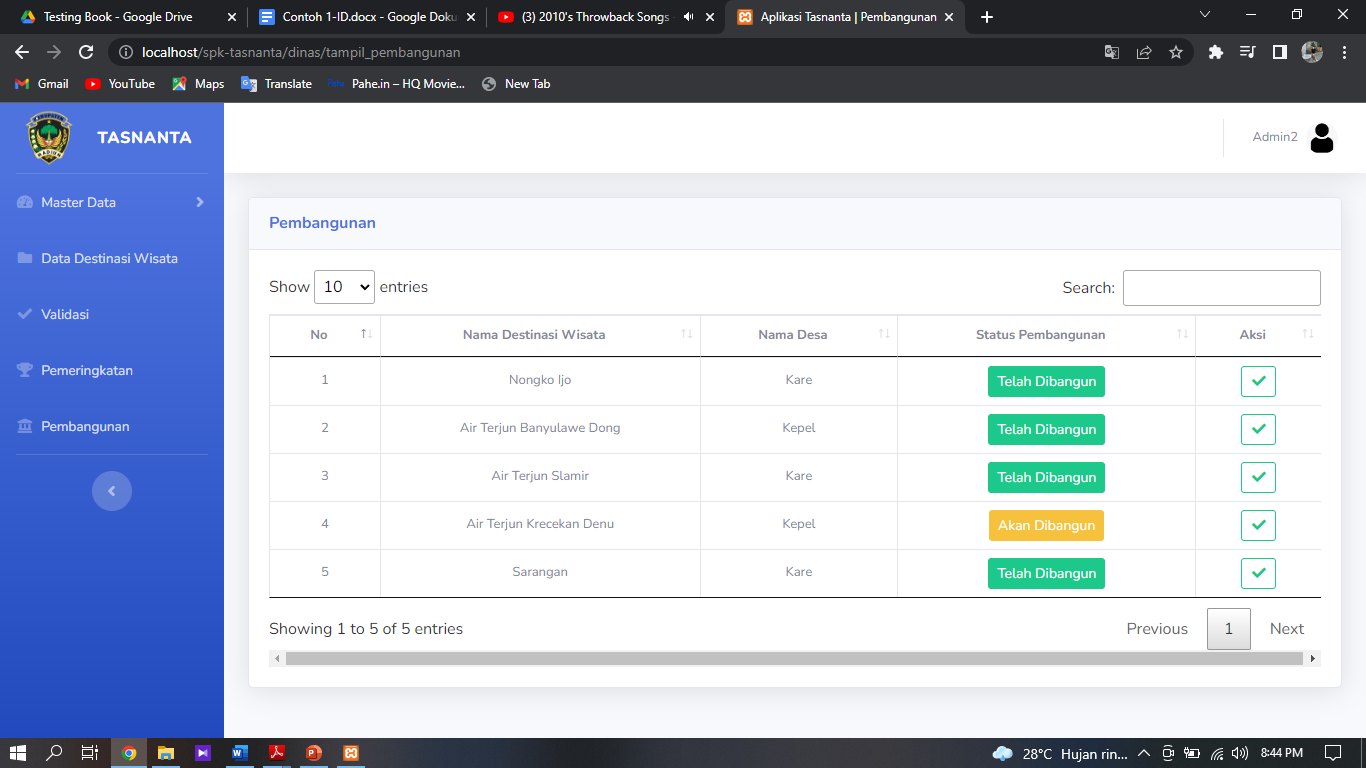 Testing Book - Google Drive
Contoh 1-ID.docx - Google Doku
(3) 2010's Throwback Songs -
Aplikasi Tasnanta | Pembangunan
localhost/spk-tasnanta/dinas/tampil_pembangunan
Gmail YouTube Maps Translate Pahe.in – HQ Movie... New Tab
TASNANTA
Admin2
Master Data
Data Destinasi Wisata
Validasi
Pemeringkatan
Pembangunan
Pembangunan
Show 10 entries
Search:
No Nama Destinasi Wisata Nama Desa Status Pembangunan Aksi
1 Nongko Ijo Kare Telah Dibangun
2 Air Terjun Banyulawe Dong Kepel Telah Dibangun
3 Air Terjun Slamir Kare Telah Dibangun
4 Air Terjun Krecekan Denu Kepel Akan Dibangun
5 Sarangan Kare Telah Dibangun
Showing 1 to 5 of 5 entries
Previous 1 Next
28°C Hujan rin... 8:44 PM